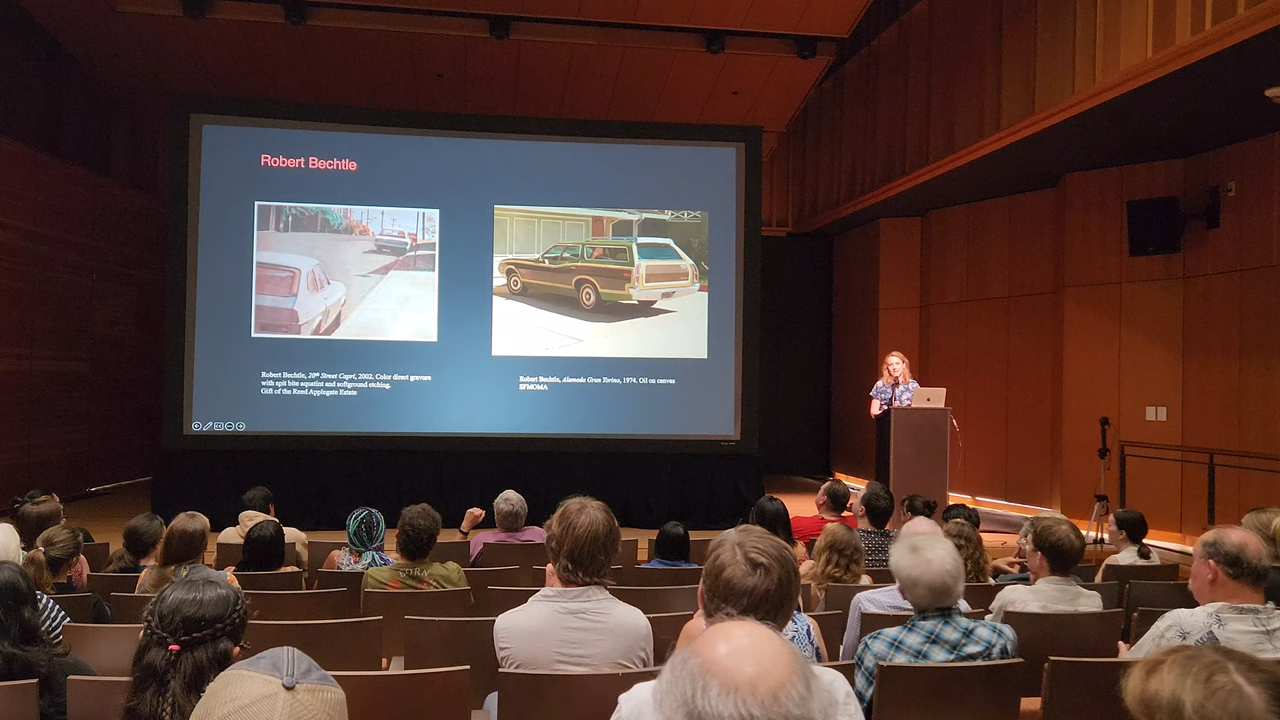 Robert Bechtle
Robert Bechtle, 20th Street Capri, 2002. Color direct gravure
with spit bite aquatint and softground etching.
Gift of the Reed Applegate Estate
Robert Bechtle, Alameda Gran Torino, 1974. Oil on canvas
SFMOMA
BORN